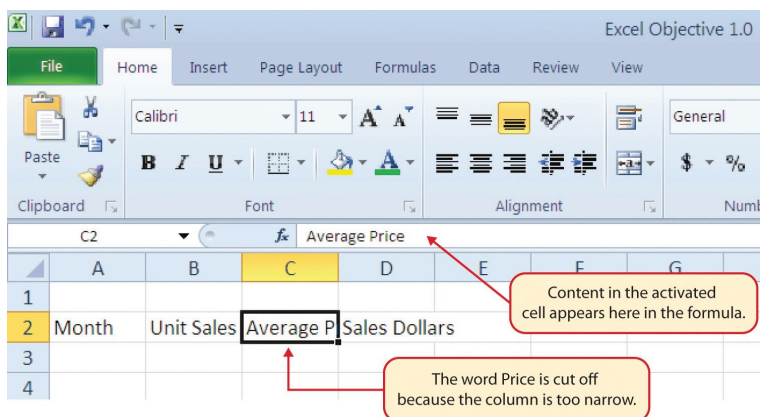 Excel Objective 1.0
File Home Insert Page Layout Formulas Data Review View
Calibri 11 A A General
Paste B I U A $ %
Clipboard Font Alignment Numb
C2 fx Average Price
A B C D E F G
1
Content in the activated
cell appears here in the formula.
2 Month Unit Sales Average P Sales Dollars
3
The word Price is cut off
because the column is too narrow.
4